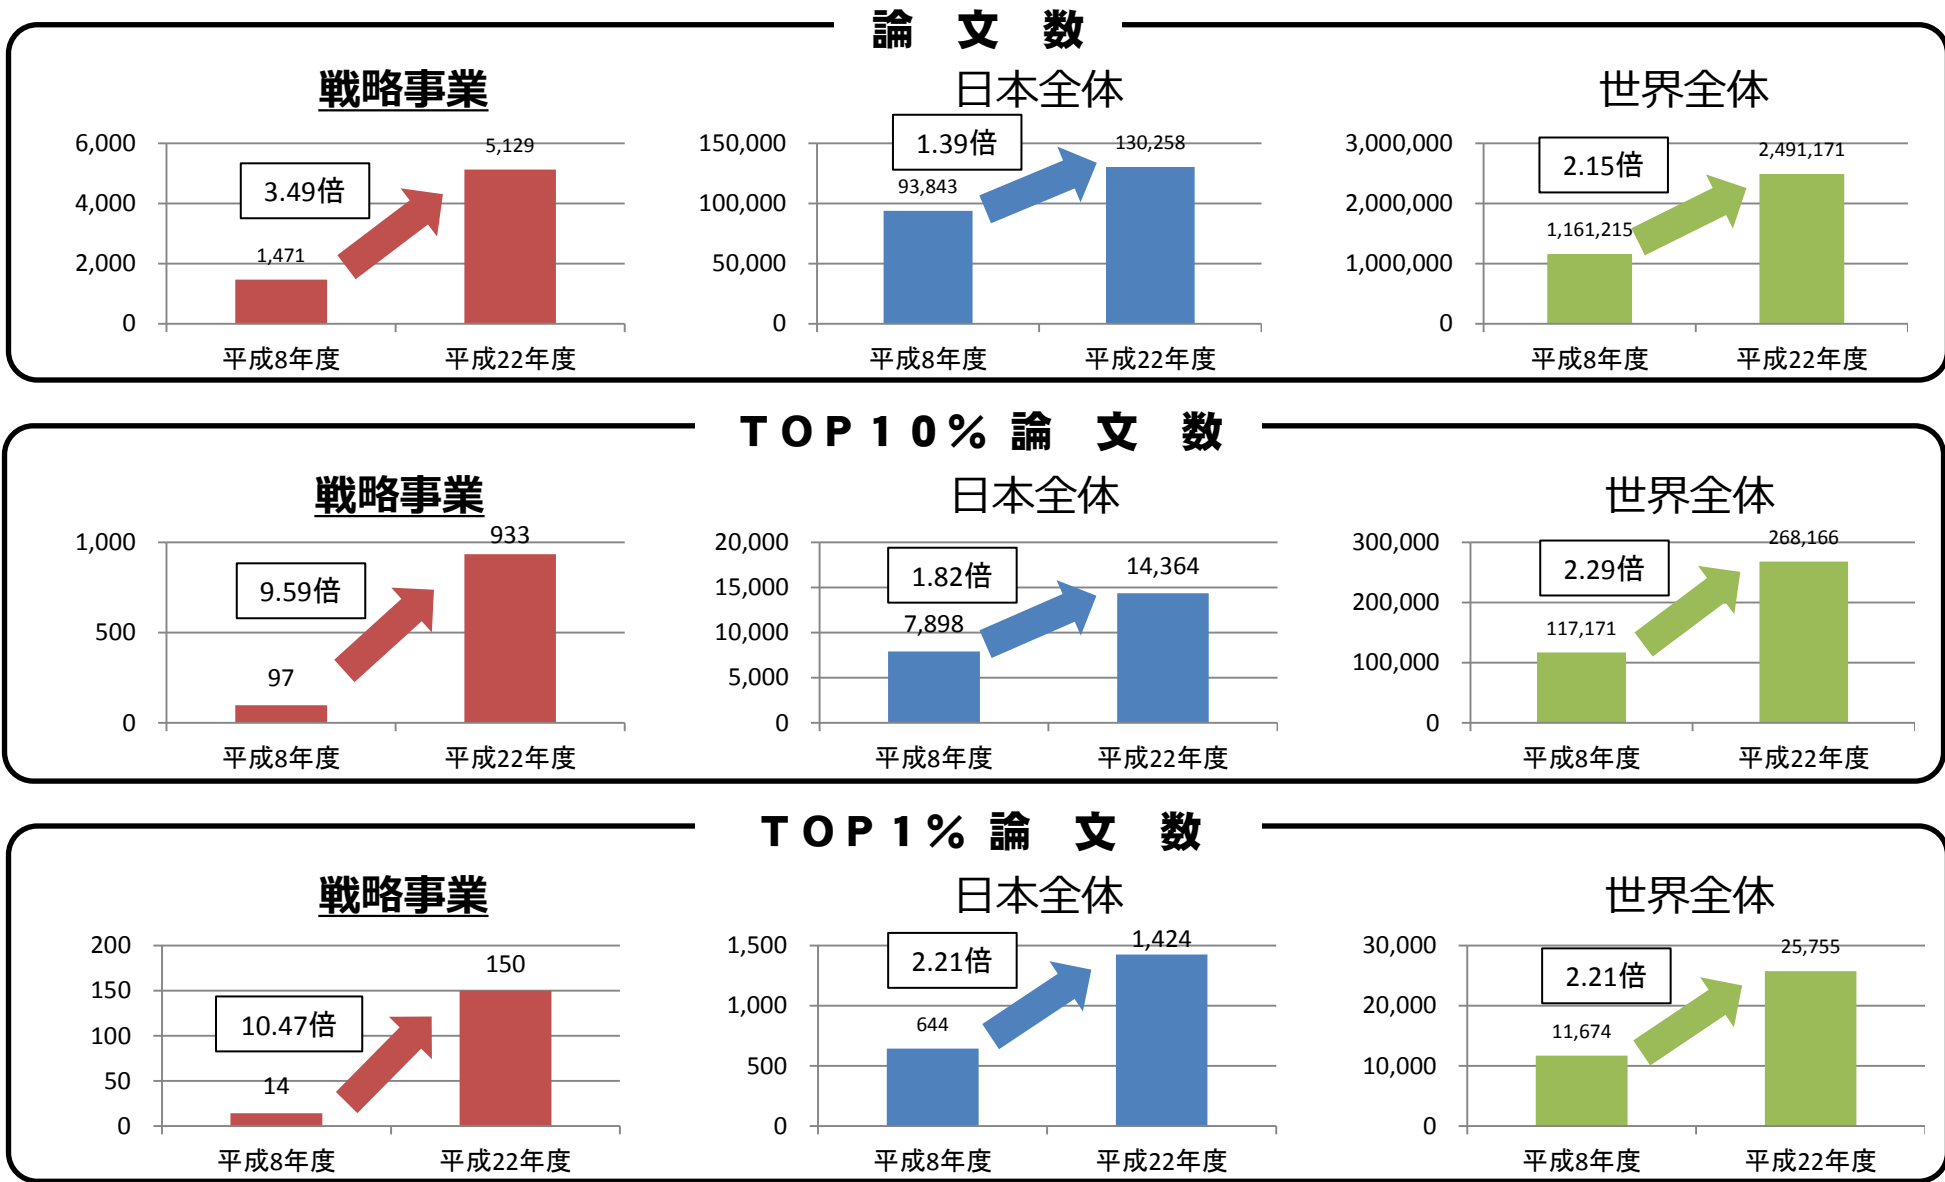 論 文 数
戦略事業
6,000
4,000
2,000
0
3.49倍
1,471
5,129
平成8年度
平成22年度
日本全体
150,000
100,000
50,000
0
1.39倍
93,843
130,258
平成8年度
平成22年度
世界全体
3,000,000
2,000,000
1,000,000
0
2.15倍
1,161,215
2,491,171
平成8年度
平成22年度
TOP10% 論 文 数
戦略事業
1,000
500
0
9.59倍
97
933
平成8年度
平成22年度
日本全体
20,000
15,000
10,000
5,000
0
1.82倍
7,898
14,364
平成8年度
平成22年度
世界全体
300,000
200,000
100,000
0
2.29倍
117,171
268,166
平成8年度
平成22年度
TOP1% 論 文 数
戦略事業
200
150
100
50
0
10.47倍
14
150
平成8年度
平成22年度
日本全体
1,500
1,000
500
0
2.21倍
644
1,424
平成8年度
平成22年度
世界全体
30,000
20,000
10,000
0
2.21倍
11,674
25,755
平成8年度
平成22年度